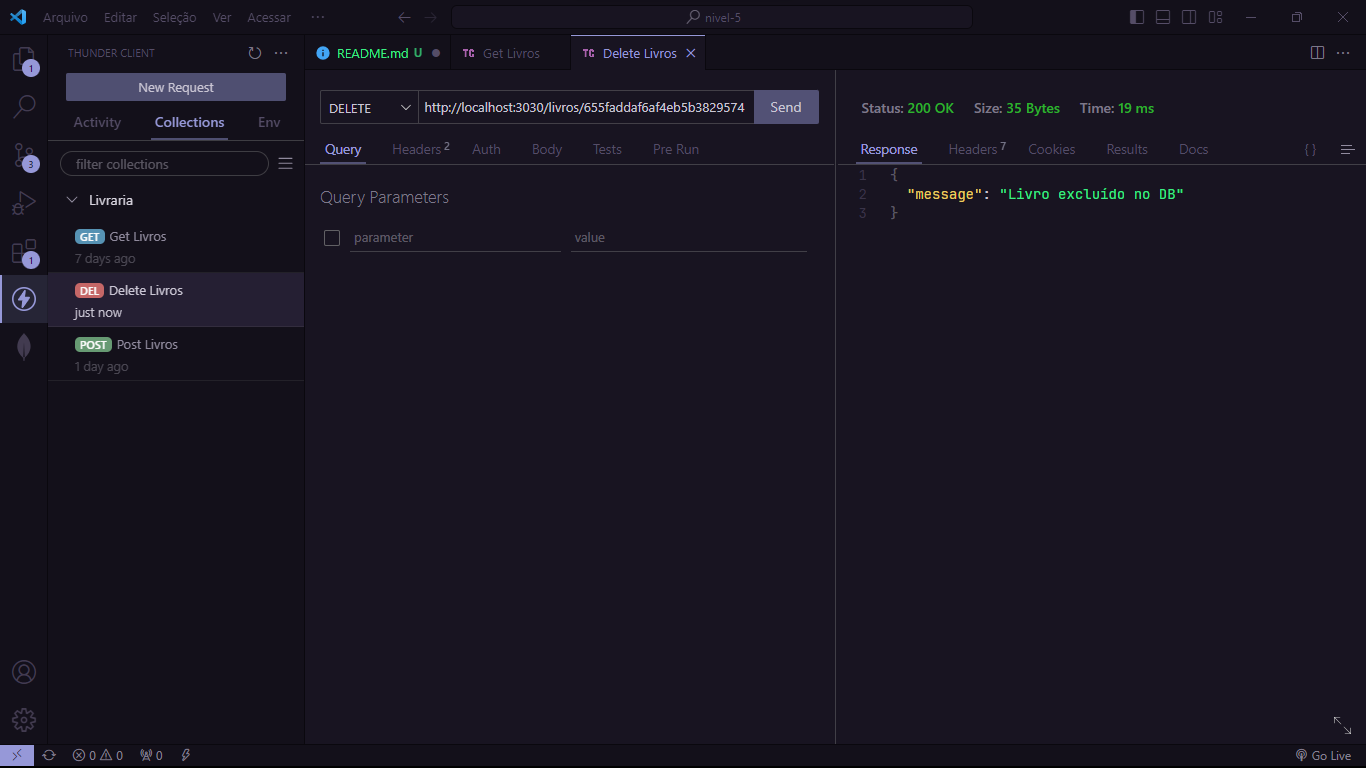 Arquivo Editar Seleção Ver Acessar ··· nivel-5
THUNDER CLIENT ···
New Request
Activity Collections Env
filter collections
Livraria
GET Get Livros
7 days ago
DEL Delete Livros
just now
POST Post Livros
1 day ago
1
3
1
README.md U
TC Get Livros
TC Delete Livros
···
DELETE http://localhost:3030/livros/655faddaf6af4eb5b3829574 Send
Query Headers 2 Auth Body Tests Pre Run
Query Parameters
parameter value
Status: 200 OK Size: 35 Bytes Time: 19 ms
Response Headers 7 Cookies Results Docs { }
1 {
2 "message": "Livro excluído no DB"
3 }
0 0 0 Go Live